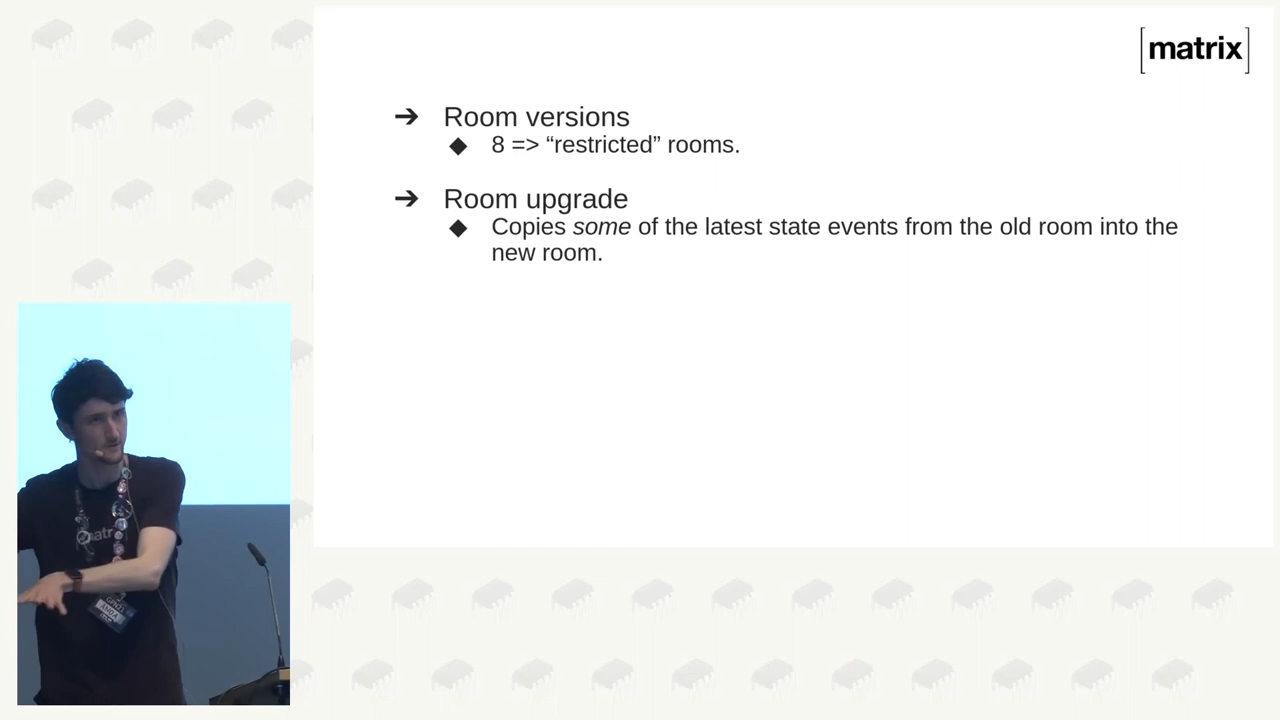 [matrix]
➔ Room versions
◆ 8 => “restricted” rooms.
➔ Room upgrade
◆ Copies some of the latest state events from the old room into the
new room.
matr